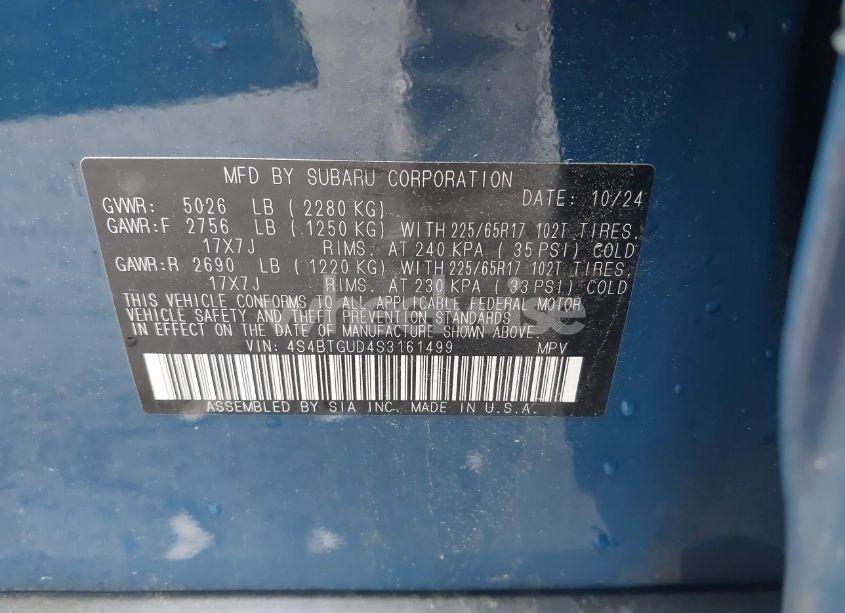 MFD BY SUBARU CORPORATION
DATE: 10/24
GVWR: 5026 LB ( 2280 KG)
GAWR:F 2756 LB ( 1250 KG) WITH 225/65R17 102T TIRES.
17X7J RIMS. AT 240 KPA ( 35 PSI) COLD
GAWR:R 2690 LB ( 1220 KG) WITH 225/65R17 102T TIRES.
17X7J RIMS. AT 230 KPA ( 33 PSI) COLD
THIS VEHICLE CONFORMS TO ALL APPLICABLE FEDERAL MOTOR
VEHICLE SAFETY AND THEFT PREVENTION STANDARDS
IN EFFECT ON THE DATE OF MANUFACTURE SHOWN ABOVE.
VIN: 4S4BTGUD4S3161499 MPV
ASSEMBLED BY SIA INC. MADE IN U.S.A.